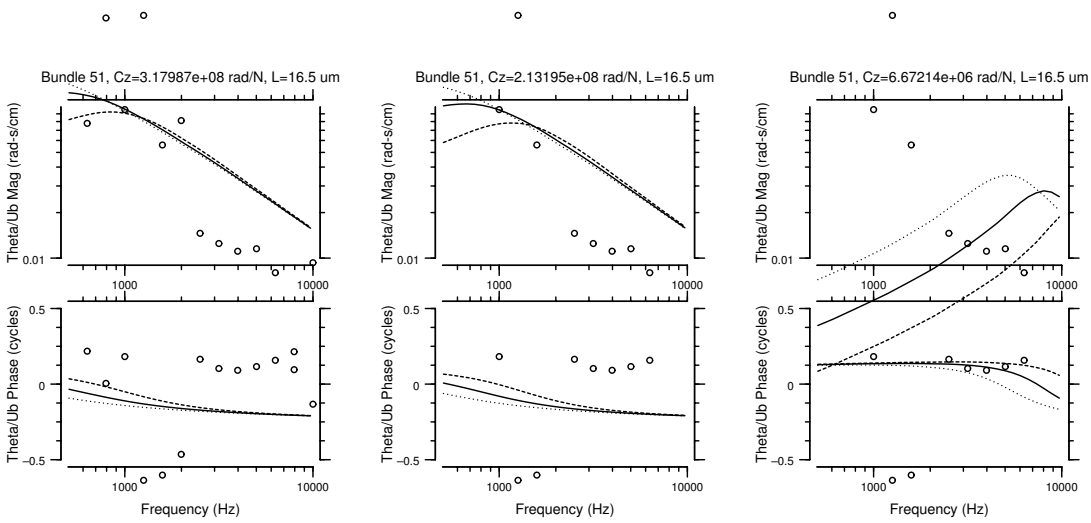 Bundle 51, Cz=3.17987e+08 rad/N, L=16.5 um
Bundle 51, Cz=2.13195e+08 rad/N, L=16.5 um
Bundle 51, Cz=6.67214e+06 rad/N, L=16.5 um
Theta/Ub Mag (rad-s/cm)
0.01
1000
10000
Theta/Ub Mag (rad-s/cm)
0.01
1000
10000
Theta/Ub Mag (rad-s/cm)
0.01
1000
10000
Theta/Ub Phase (cycles)
0.5
0
−0.5
1000
10000
Frequency (Hz)
Theta/Ub Phase (cycles)
0.5
0
−0.5
1000
10000
Frequency (Hz)
Theta/Ub Phase (cycles)
0.5
0
−0.5
1000
10000
Frequency (Hz)